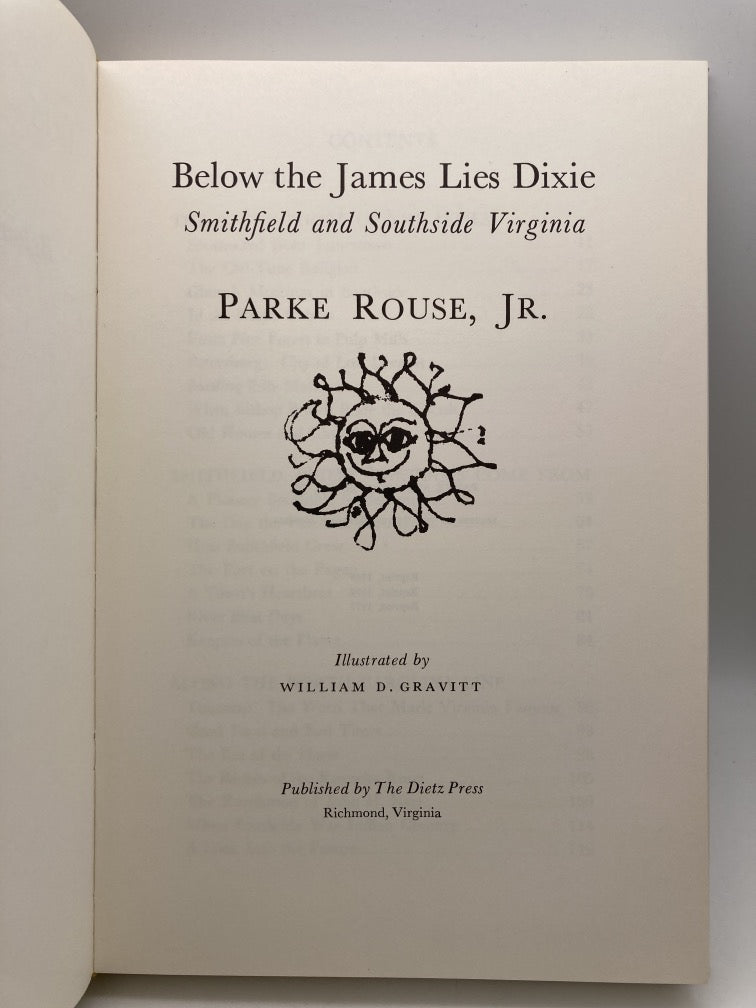 Below the James Lies Dixie
Smithfield and Southside Virginia
PARKE ROUSE, JR.
Illustrated by
WILLIAM D. GRAVITT
Published by The Dietz Press
Richmond, Virginia